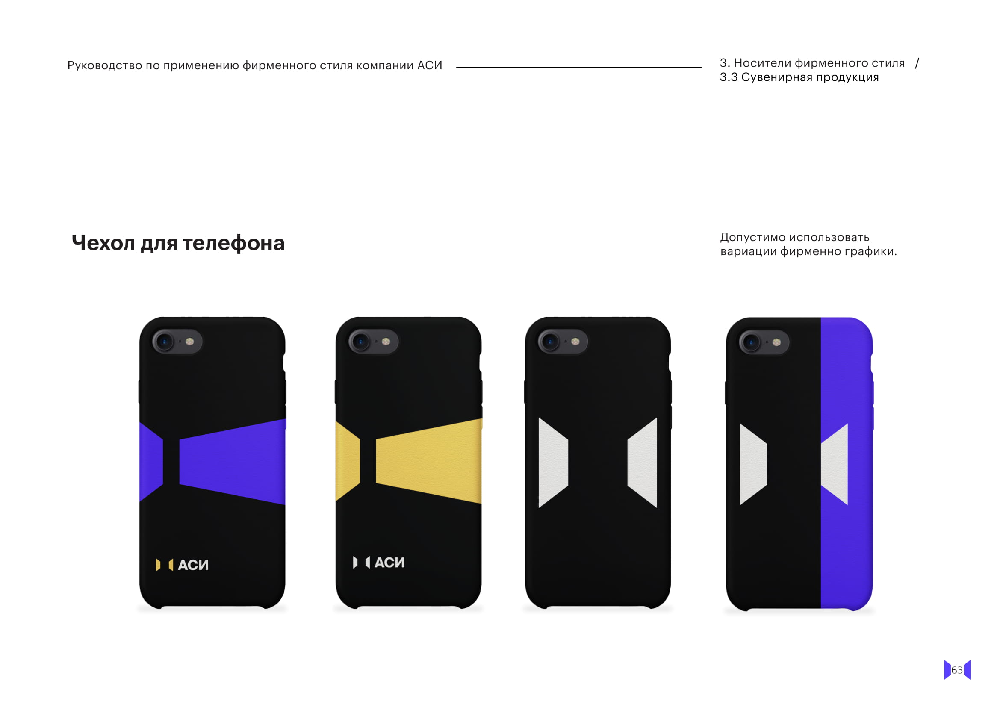 Руководство по применению фирменного стиля компании АСИ
3. Носители фирменного стиля /
3.3 Сувенирная продукция
Чехол для телефона
Допустимо использовать
вариации фирменно графики.
АСИ
АСИ
63